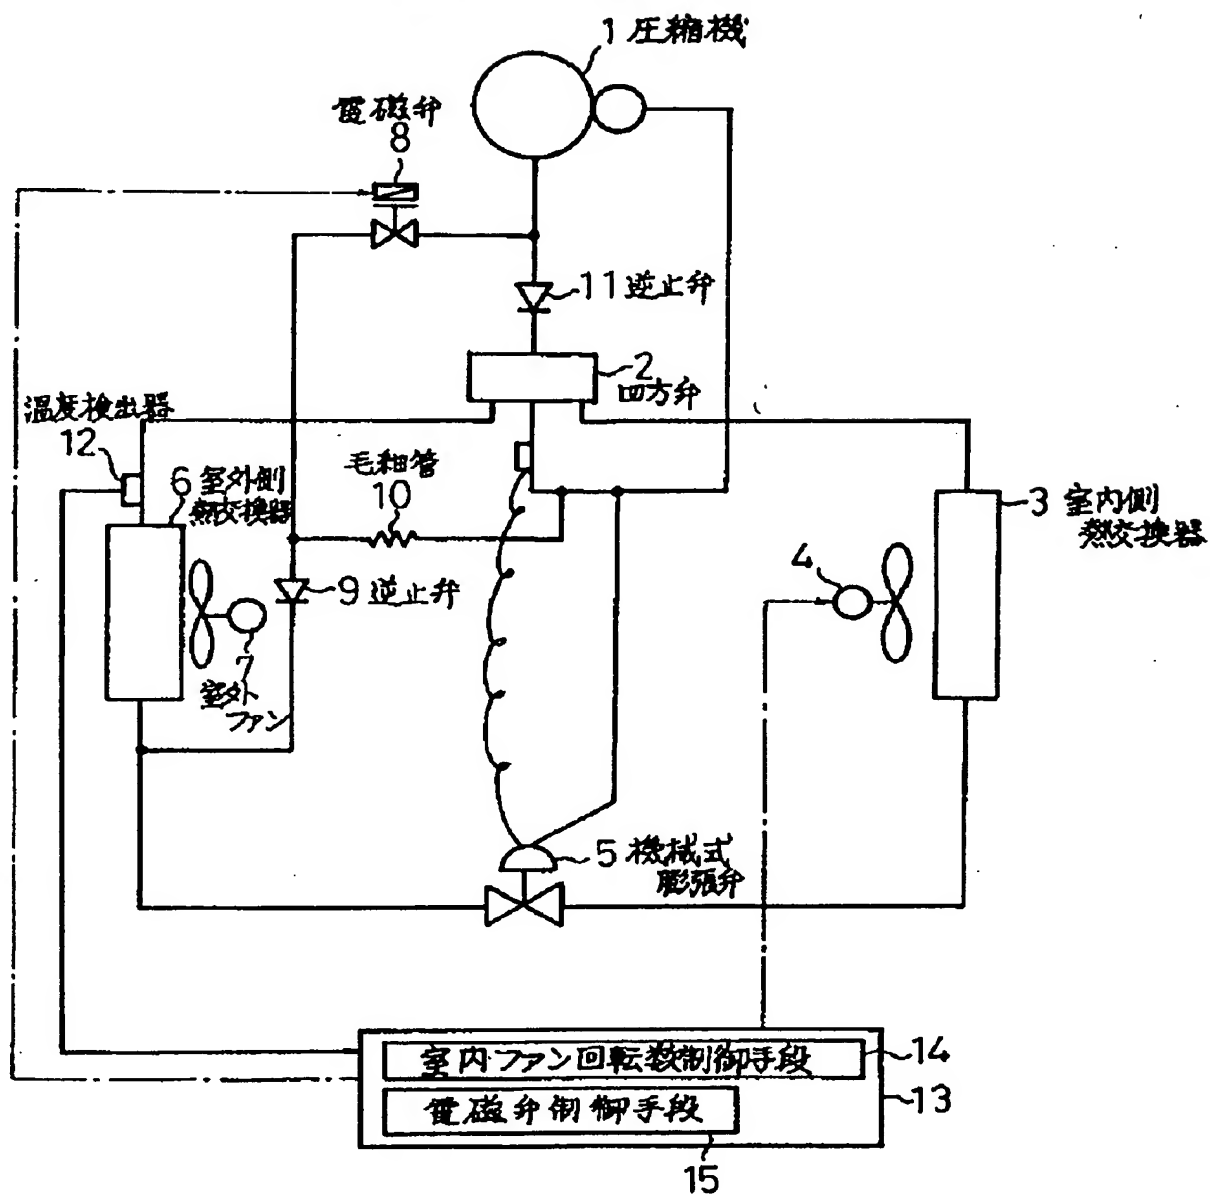 1 圧縮機
電磁弁
8
11 逆止弁
2
四方弁
温度検出器
12
6 室外側
熱交換器
毛細管
10
3 室内側
熱交換器
9 逆止弁
4
7
室外
ファン
5 機械式
膨張弁
室内ファン回転数制御手段
14
電磁弁制御手段
13
15